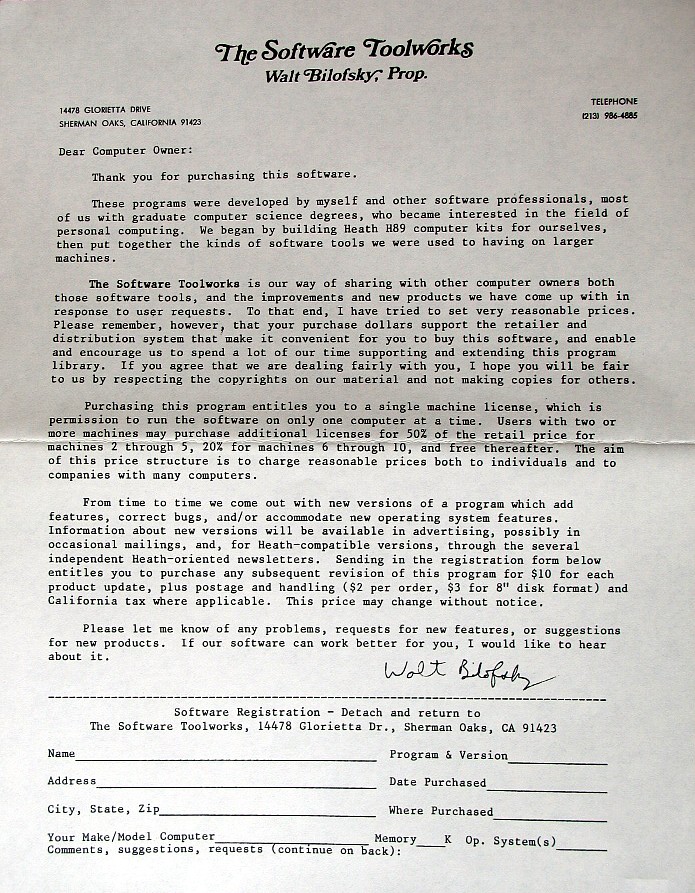 The Software Toolworks
Walt Bilofsky, Prop.
14478 GLORIETTA DRIVE
SHERMAN OAKS, CALIFORNIA 91423
TELEPHONE
(213) 986-4885
Dear Computer Owner:
Thank you for purchasing this software.
These programs were developed by myself and other software professionals, most
of us with graduate computer science degrees, who became interested in the field of
personal computing. We began by building Heath H89 computer kits for ourselves,
then put together the kinds of software tools we were used to having on larger
machines.
The Software Toolworks is our way of sharing with other computer owners both
those software tools, and the improvements and new products we have come up with in
response to user requests. To that end, I have tried to set very reasonable prices.
Please remember, however, that your purchase dollars support the retailer and
distribution system that make it convenient for you to buy this software, and enable
and encourage us to spend a lot of our time supporting and extending this program
library. If you agree that we are dealing fairly with you, I hope you will be fair
to us by respecting the copyrights on our material and not making copies for others.
Purchasing this program entitles you to a single machine license, which is
permission to run the software on only one computer at a time. Users with two or
more machines may purchase additional licenses for 50% of the retail price for
machines 2 through 5, 20% for machines 6 through 10, and free thereafter. The aim
of this price structure is to charge reasonable prices both to individuals and to
companies with many computers.
From time to time we come out with new versions of a program which add
features, correct bugs, and/or accommodate new operating system features.
Information about new versions will be available in advertising, possibly in
occasional mailings, and, for Heath-compatible versions, through the several
independent Heath-oriented newsletters. Sending in the registration form below
entitles you to purchase any subsequent revision of this program for $10 for each
product update, plus postage and handling ($2 per order, $3 for 8" disk format) and
California tax where applicable. This price may change without notice.
Please let me know of any problems, requests for new features, or suggestions
for new products. If our software can work better for you, I would like to hear
about it.
Walt Bilofsky
Software Registration - Detach and return to
The Software Toolworks, 14478 Glorietta Dr., Sherman Oaks, CA 91423
Name Program & Version
Address Date Purchased
City, State, Zip Where Purchased
Your Make/Model Computer Memory K Op. System(s)
Comments, suggestions, requests (continue on back):